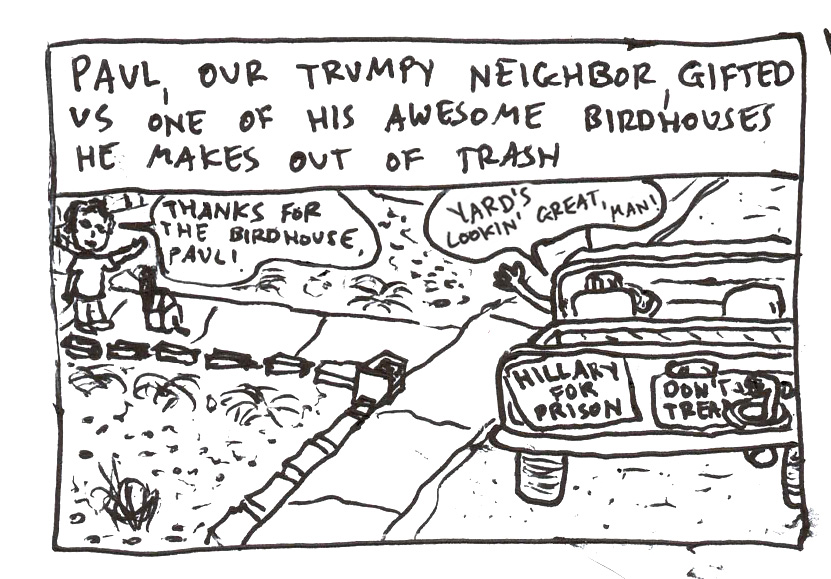 PAUL, OUR TRUMPY NEIGHBOR, GIFTED
US ONE OF HIS AWESOME BIRDHOUSES
HE MAKES OUT OF TRASH
THANKS FOR
THE BIRDHOUSE,
PAUL!
YARD'S
LOOKIN' GREAT, MAN!
HILLARY
FOR
PRISON
DON'T
TREA